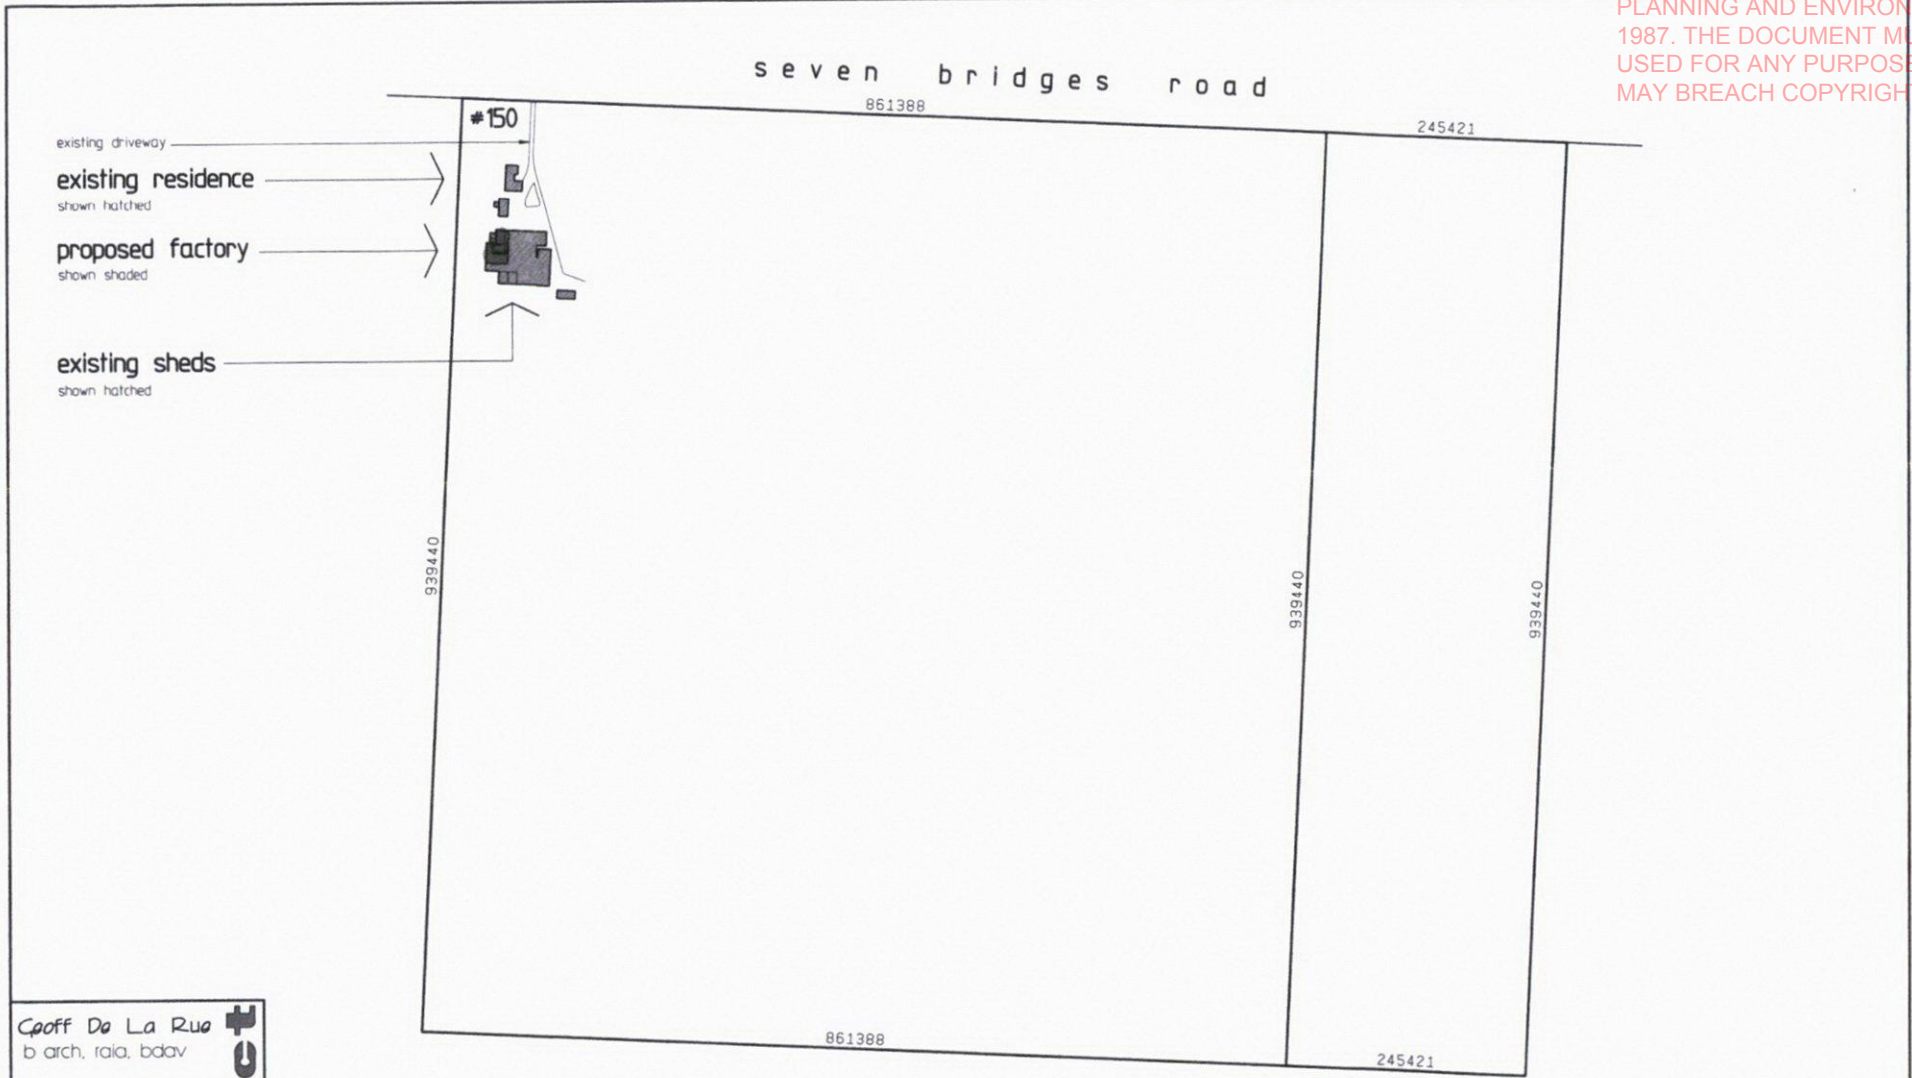 PLANNING AND ENVIRON
1987. THE DOCUMENT MU
USED FOR ANY PURPOSE
MAY BREACH COPYRIGH
seven bridges road
861388
245421
#150
existing driveway
existing residence
shown hatched
proposed factory
shown shaded
existing sheds
shown hatched
939440
939440
939440
861388
245421
Geoff De La Rue
b arch, raia, bdav